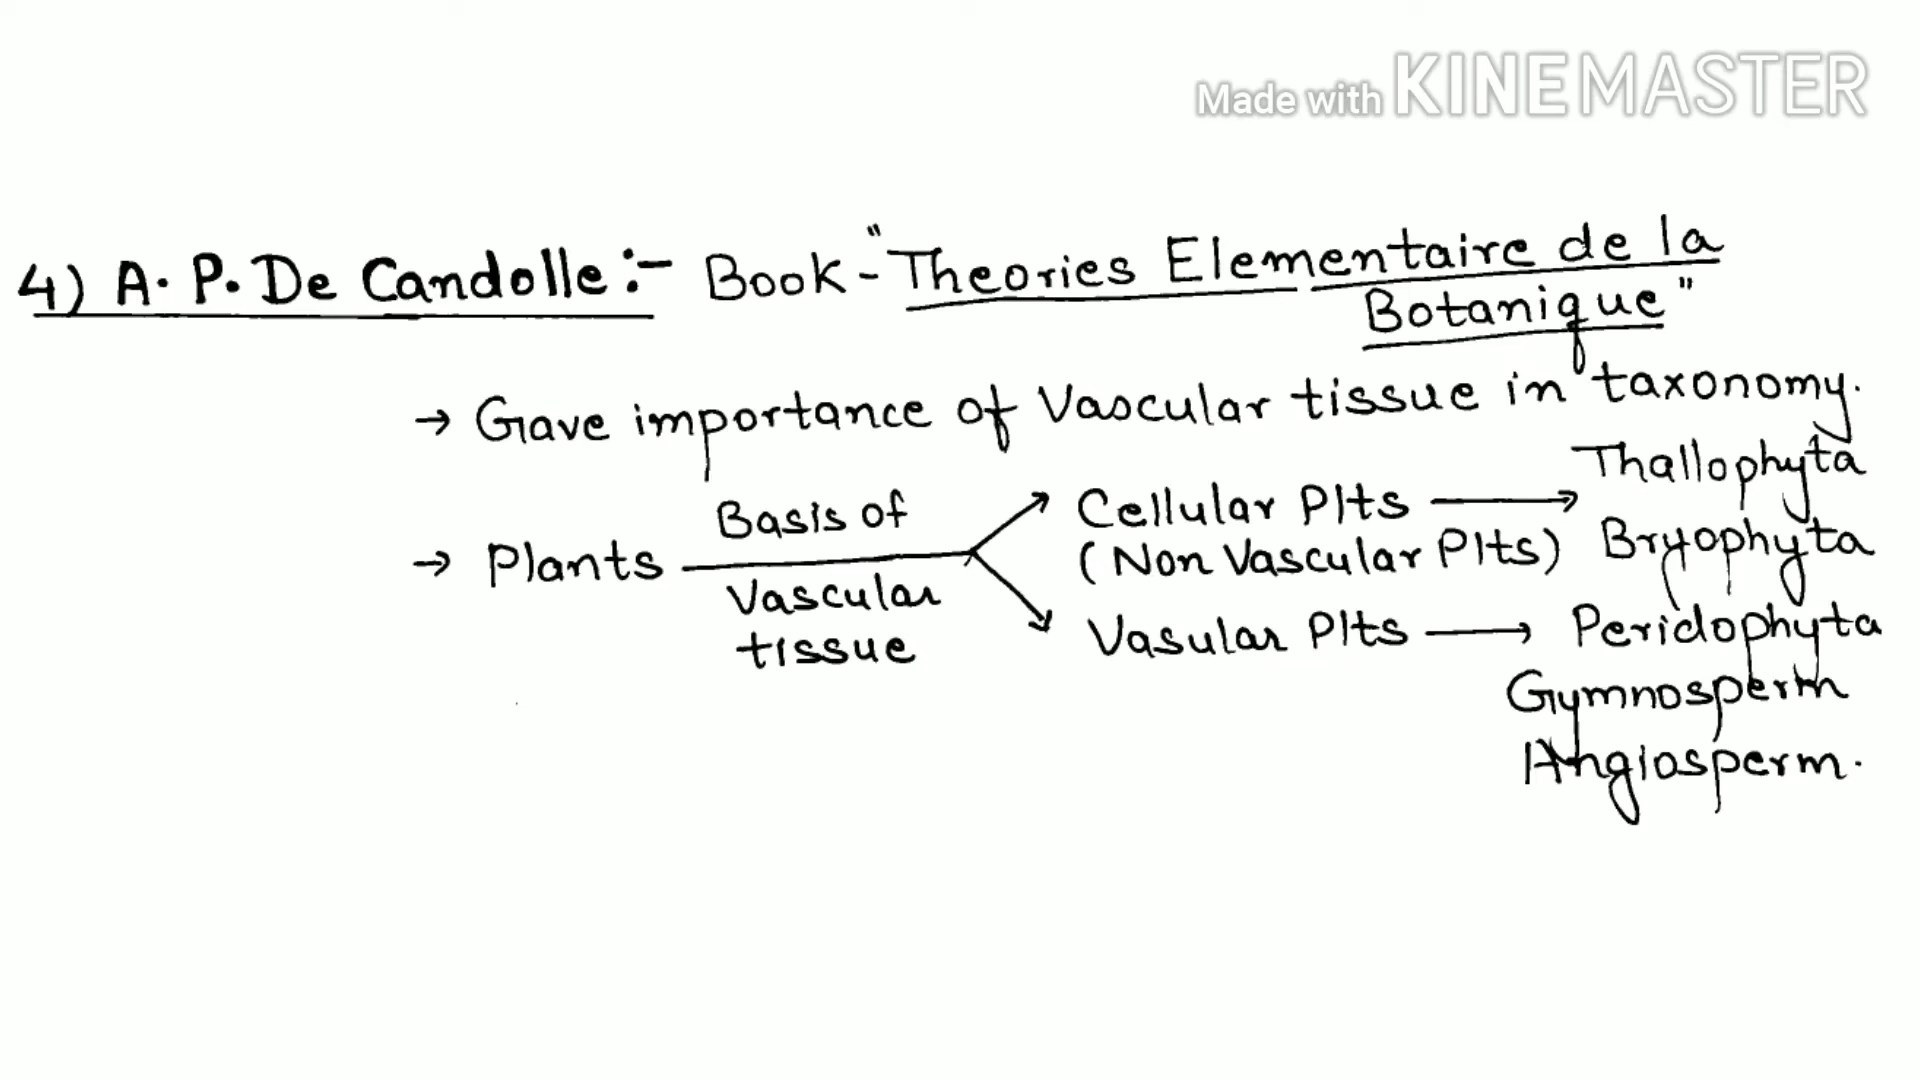 Made with KINEMASTER
4) A. P. De Candolle :- Book - "Theories Elementaire de la
Botanique"
→ Gave importance of Vascular tissue in taxonomy.
→ Plants Basis of
Vascular
tissue
Cellular Plts → Thallophyta
(Non Vascular Plts) Bryophyta
Vasular Plts → Peridophyta
Gymnosperm
Angiosperm.